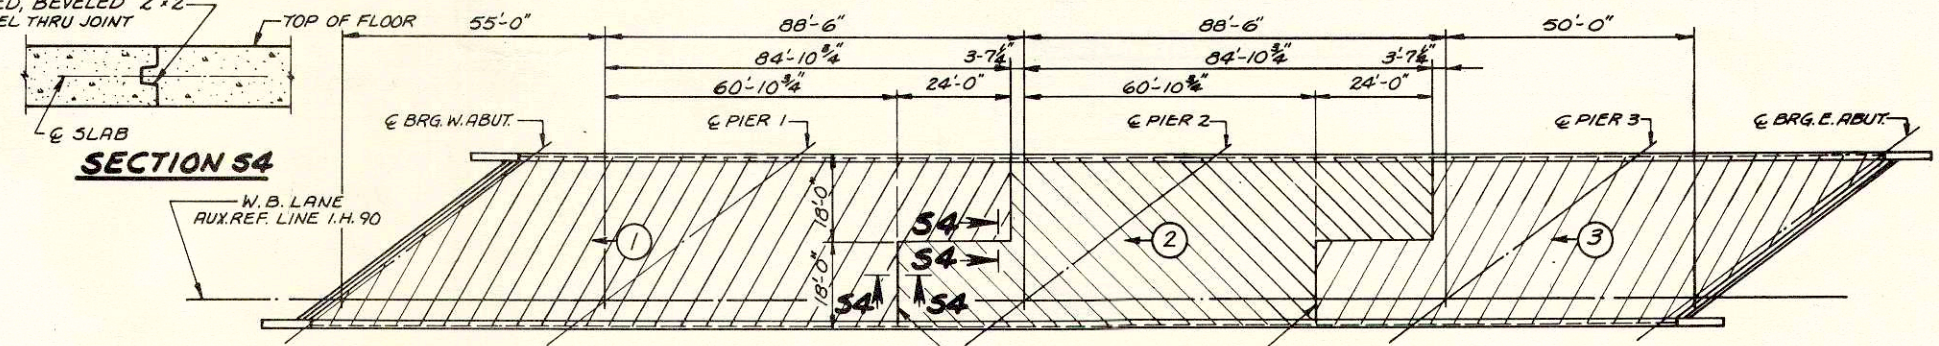 BEVELED 2"x2"
THRU JOINT
TOP OF FLOOR
℄ SLAB
SECTION S4
55'-0"
88'-6"
88'-6"
50'-0"
84'-10¾"
3-7¼"
84'-10¾"
3'-7¼"
60'-10¾"
24'-0"
60'-10¾"
24'-0"
℄ BRG. W. ABUT.
℄ PIER 1
℄ PIER 2
℄ PIER 3
℄ BRG. E. ABUT.
W.B. LANE
AUX. REF. LINE I.H. 90
18'-0"
18'-0"
1
2
3
S4
S4
S4
S4